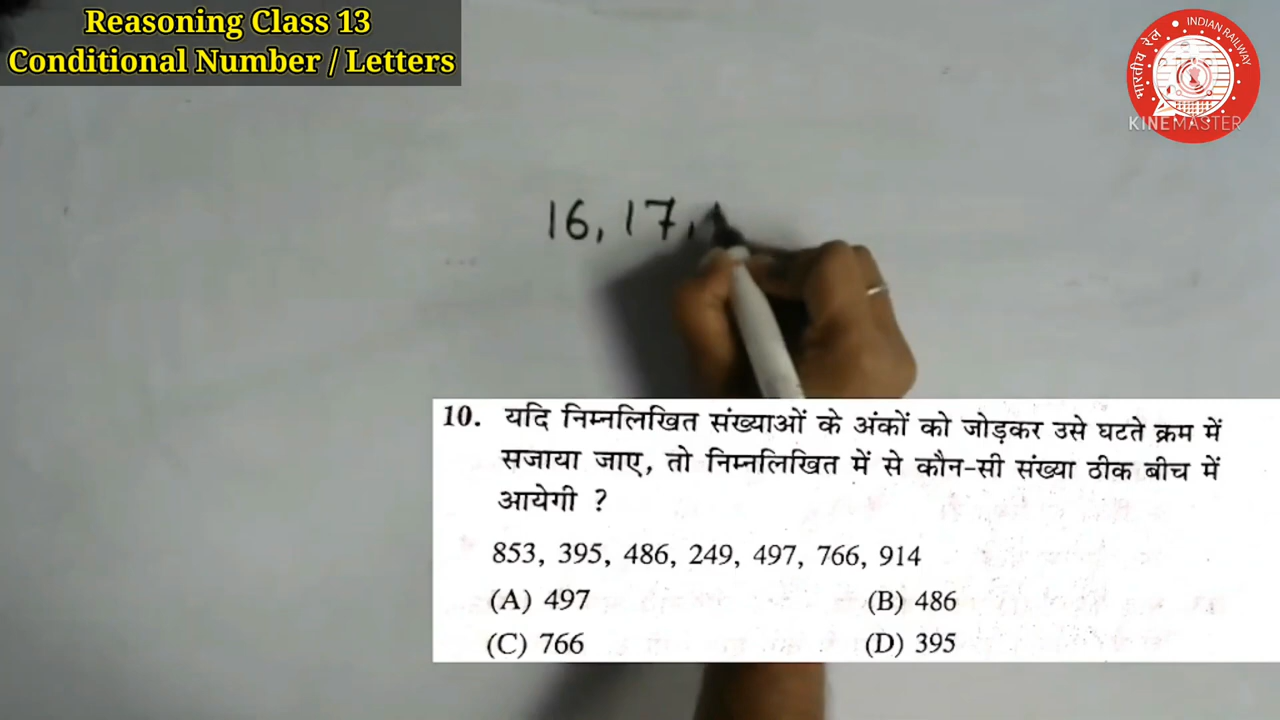 Reasoning Class 13
Conditional Number / Letters
भारतीय रेल
INDIAN RAILWAY
KINEMASTER
16, 17,
10. यदि निम्नलिखित संख्याओं के अंकों को जोड़कर उसे घटते क्रम में
सजाया जाए, तो निम्नलिखित में से कौन-सी संख्या ठीक बीच में
आयेगी ?
853, 395, 486, 249, 497, 766, 914
(A) 497 (B) 486
(C) 766 (D) 395